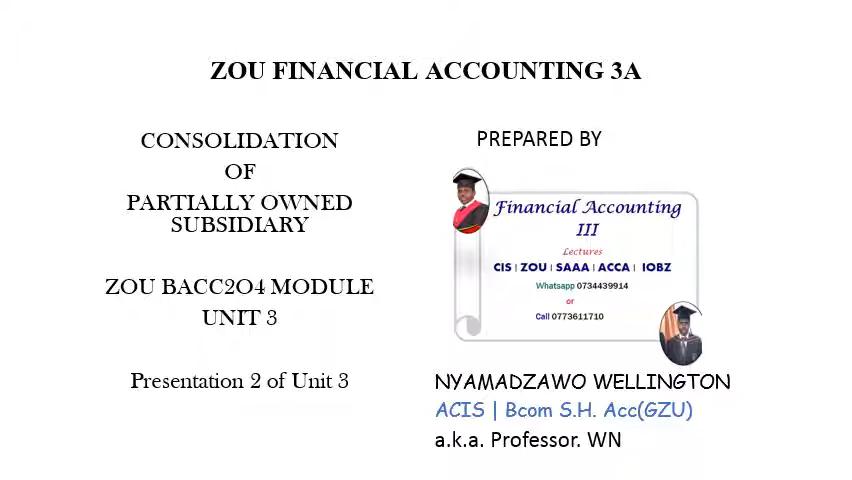 ZOU FINANCIAL ACCOUNTING 3A
CONSOLIDATION
OF
PARTIALLY OWNED
SUBSIDIARY
ZOU BACC2O4 MODULE
UNIT 3
Presentation 2 of Unit 3
PREPARED BY
Financial Accounting
III
Lectures
CIS | ZOU | SAAA | ACCA | IOBZ
Whatsapp 0734439914
or
Call 0773611710
NYAMADZAWO WELLINGTON
ACIS | Bcom S.H. Acc(GZU)
a.k.a. Professor. WN